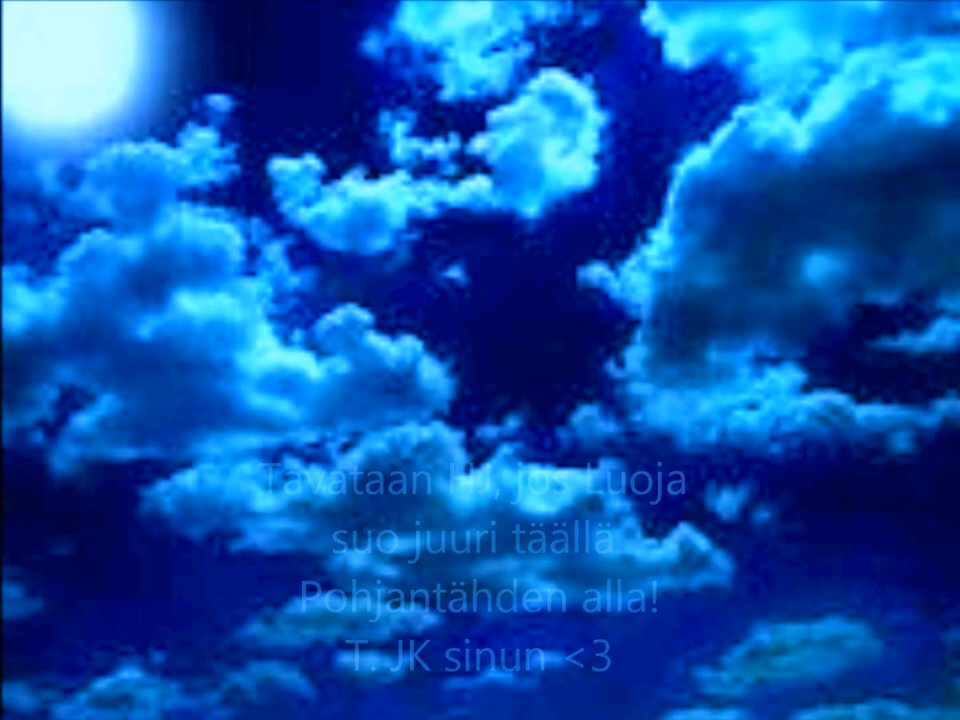 Tavataan HJ, jos Luoja
suo juuri täällä
Pohjantähden alla!
T. JK sinun <3